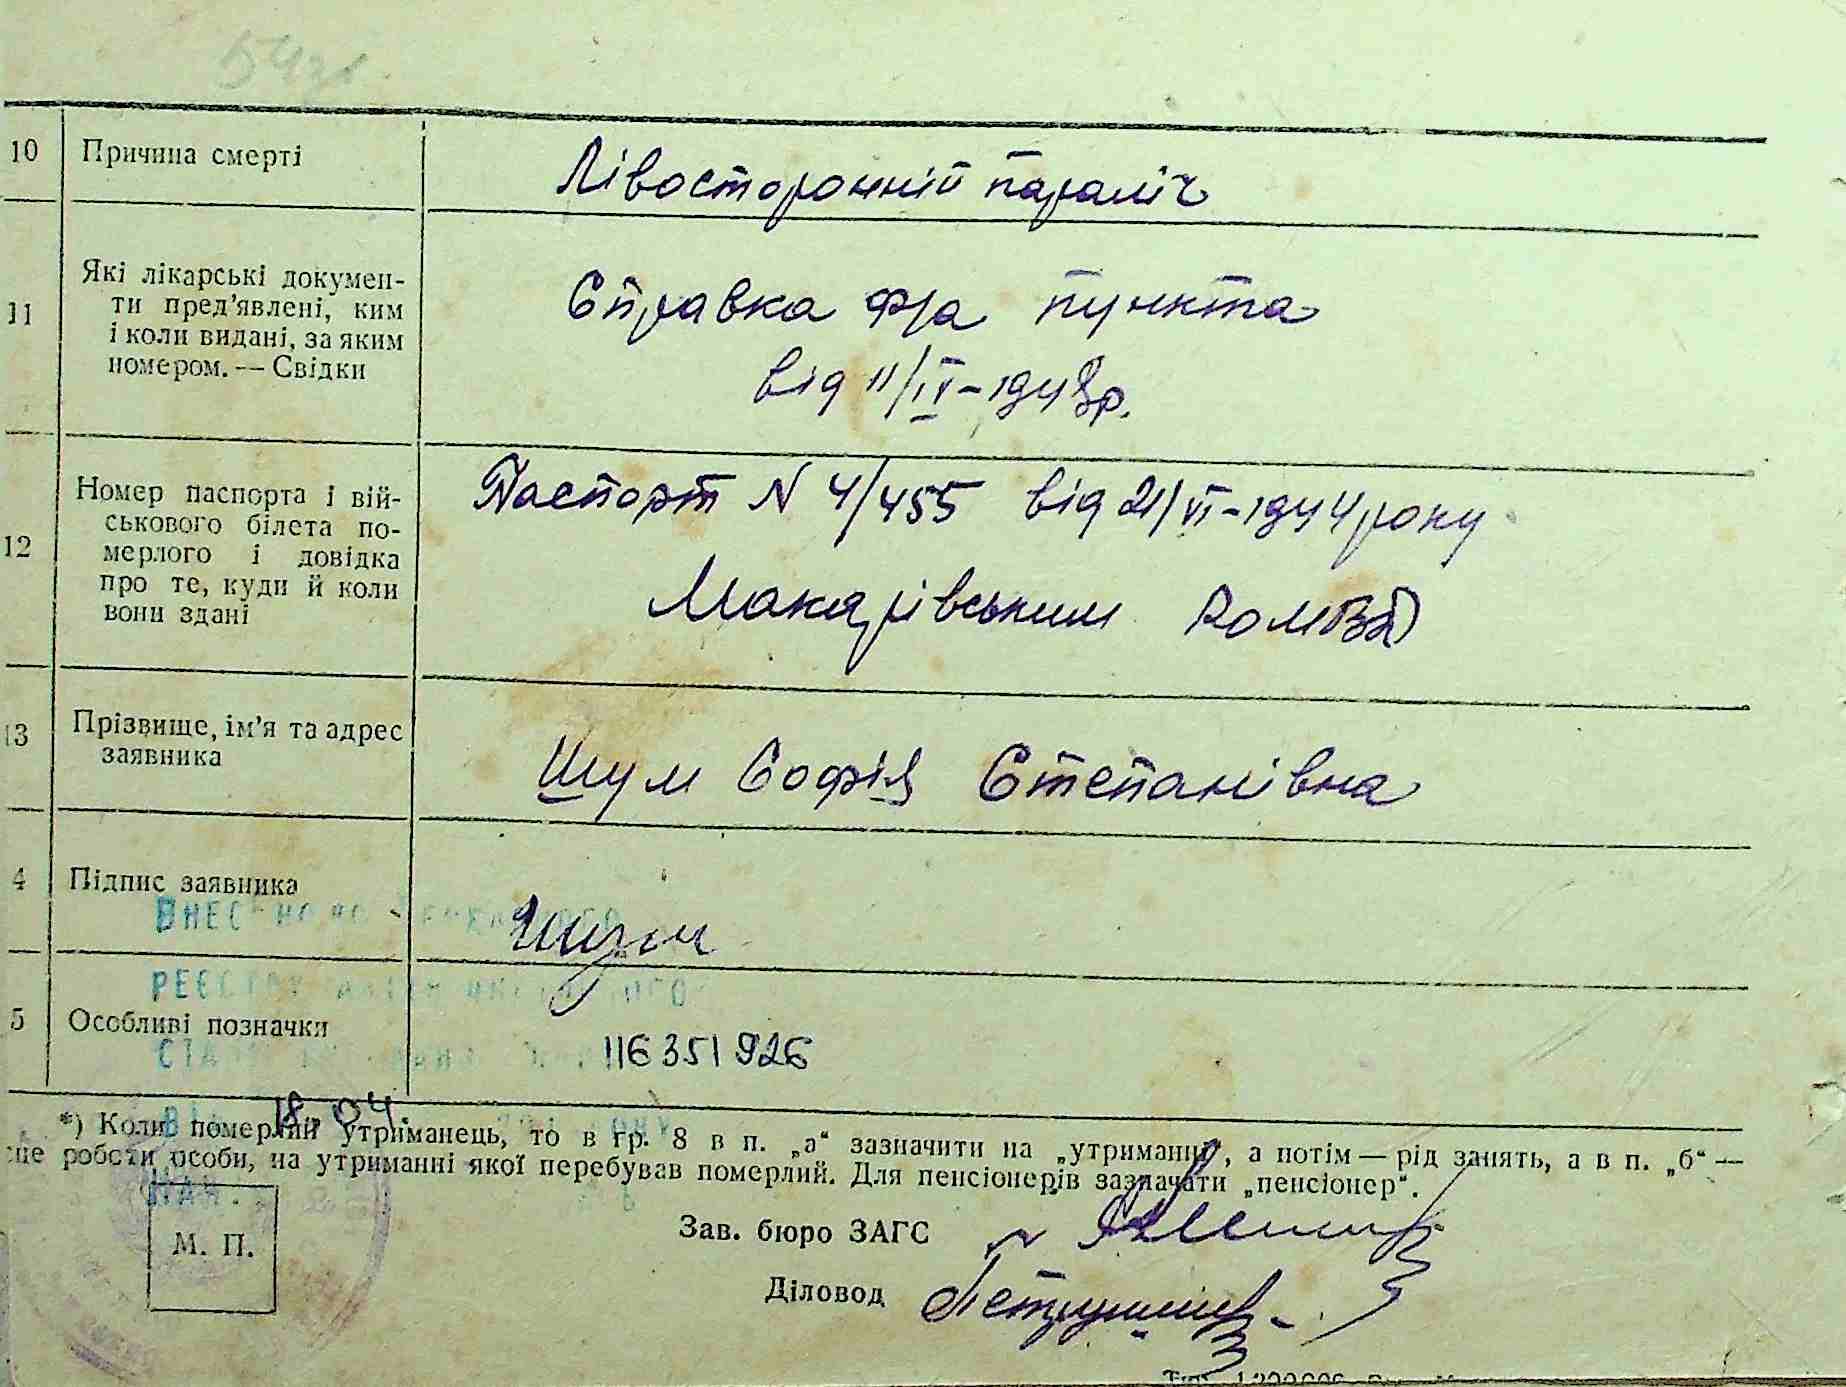 10 Причина смерті
Лівосторонній параліч
11 Які лікарські докумен-
ти пред'явлені, ким
і коли видані, за яким
номером. — Свідки
Справка ф/а пункта
від 11/IV-1948р.
12 Номер паспорта і вій-
ськового білета по-
мерлого і довідка
про те, куди й коли
вони здані
Паспорт N 4/455 від 21/VI-1944 року
Макарівським
13 Прізвище, ім'я та адрес
заявника
Шум Софія Степанівна
4 Підпис заявника
Шум
5 Особливі позначки
116351926
18.04.
*) Коли померлий утриманець, то в гр. 8 в п. „а“ зазначити на „утриманні“, а потім — рід занять, а в п. „б“ —
ще роботи особи, на утриманні якої перебував померлий. Для пенсіонерів зазначати „пенсіонер“.
М. П.
Зав. бюро ЗАГС
Діловод